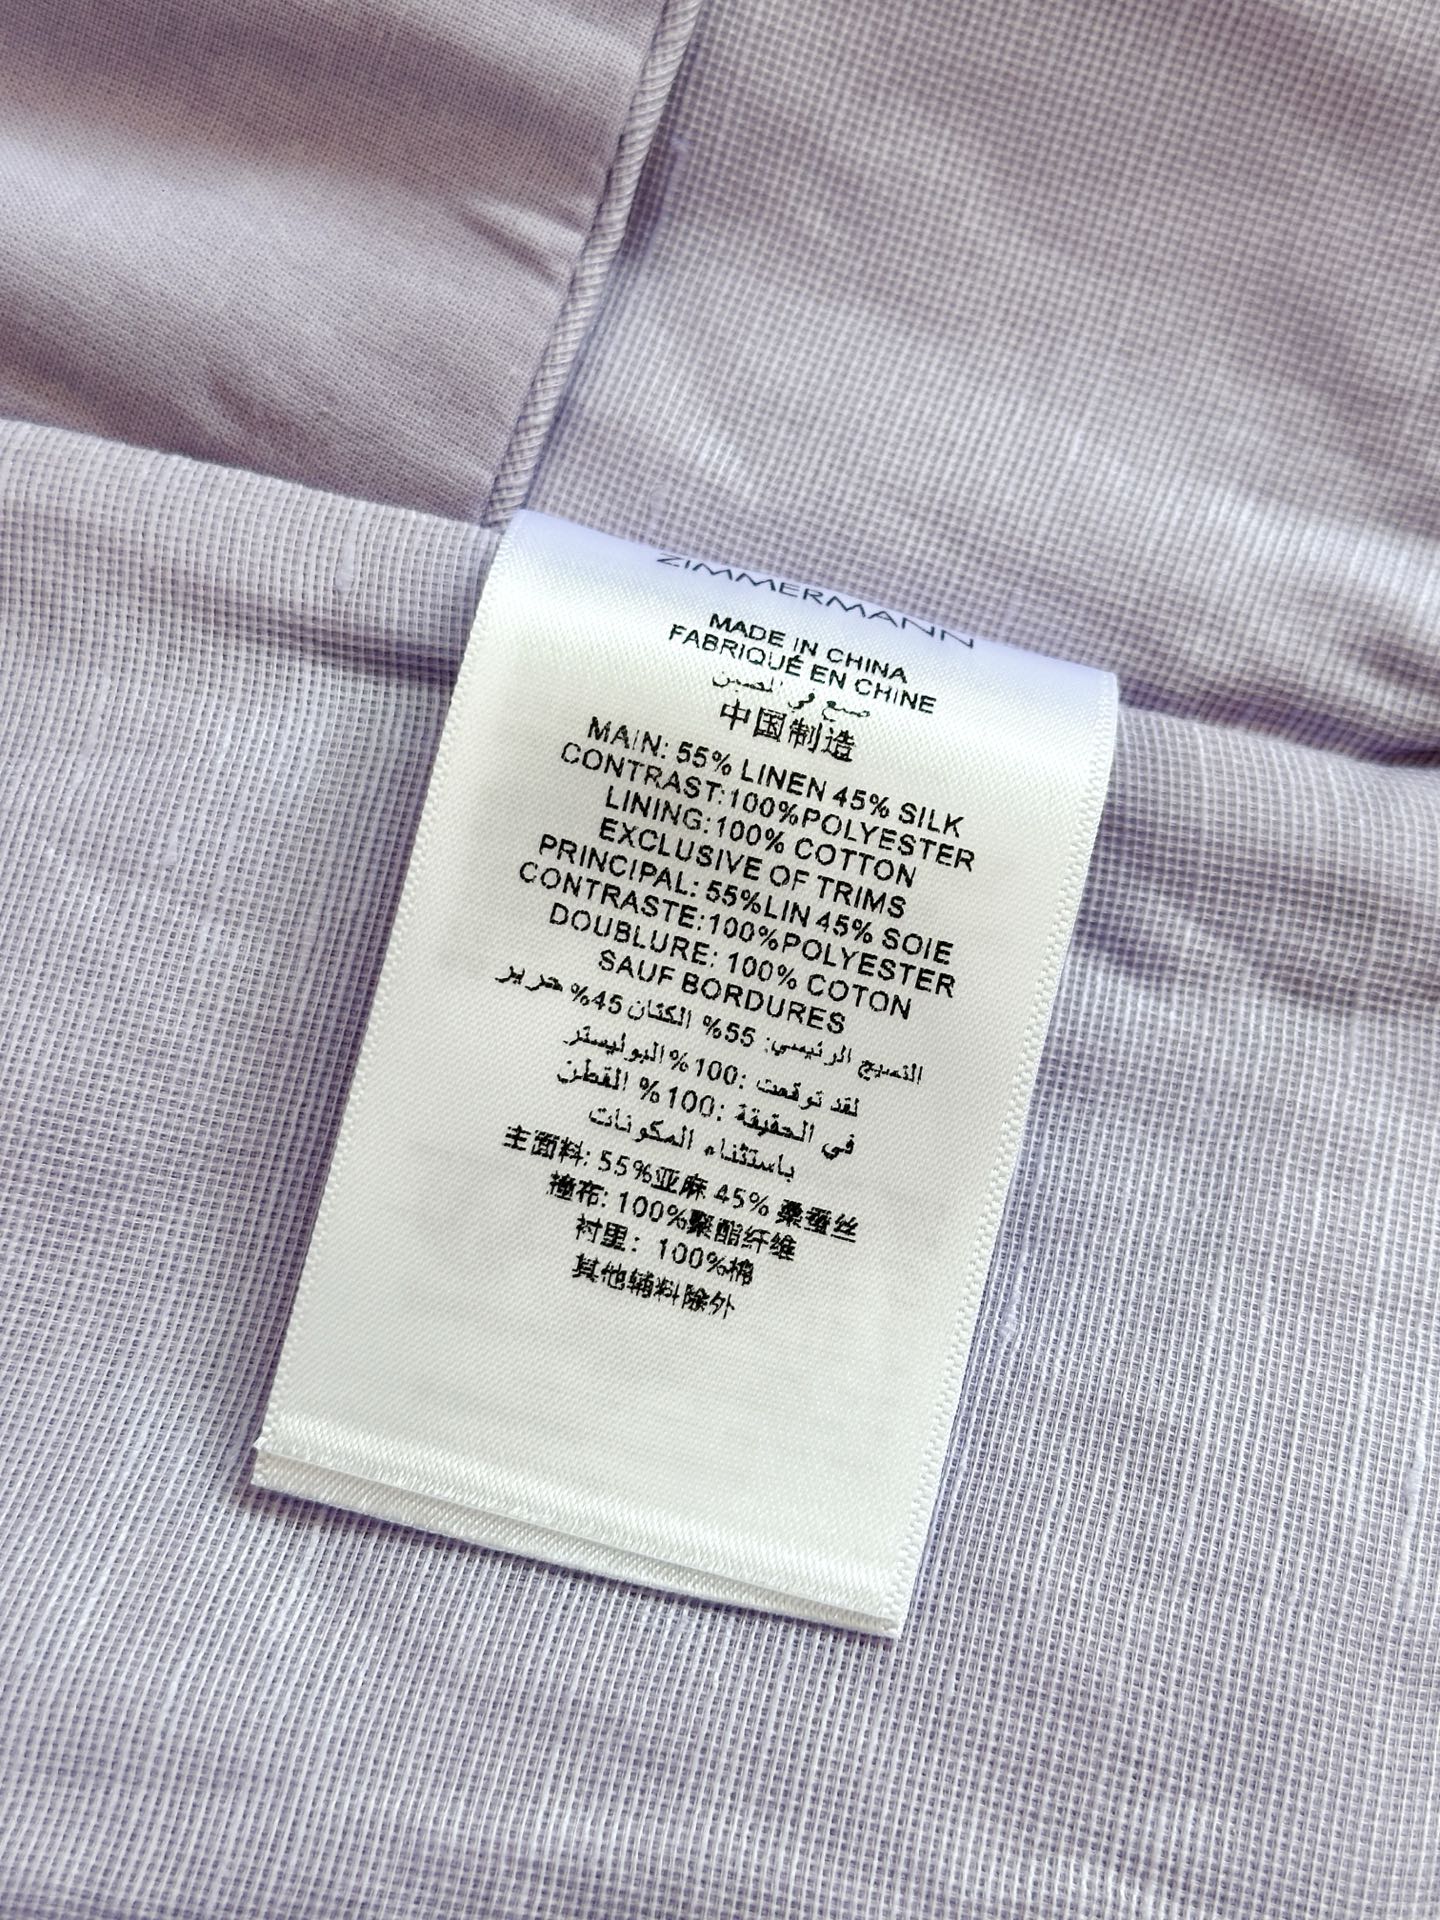 ZIMMERMANN
MADE IN CHINA
FABRIQUÉ EN CHINE
صنع في الصين
中国制造
MAIN: 55% LINEN 45% SILK
CONTRAST:100%POLYESTER
LINING:100% COTTON
EXCLUSIVE OF TRIMS
PRINCIPAL: 55%LIN 45% SOIE
CONTRASTE:100%POLYESTER
DOUBLURE: 100% COTON
SAUF BORDURES
النسيج الرئيسي: 55% الكتان 45% حرير
لقد توقعت :100% البوليستر
في الحقيقة :100% القطن
باستثناء المكونات
主面料: 55%亚麻 45% 桑蚕丝
撞布: 100%聚酯纤维
衬里: 100%棉
其他辅料除外